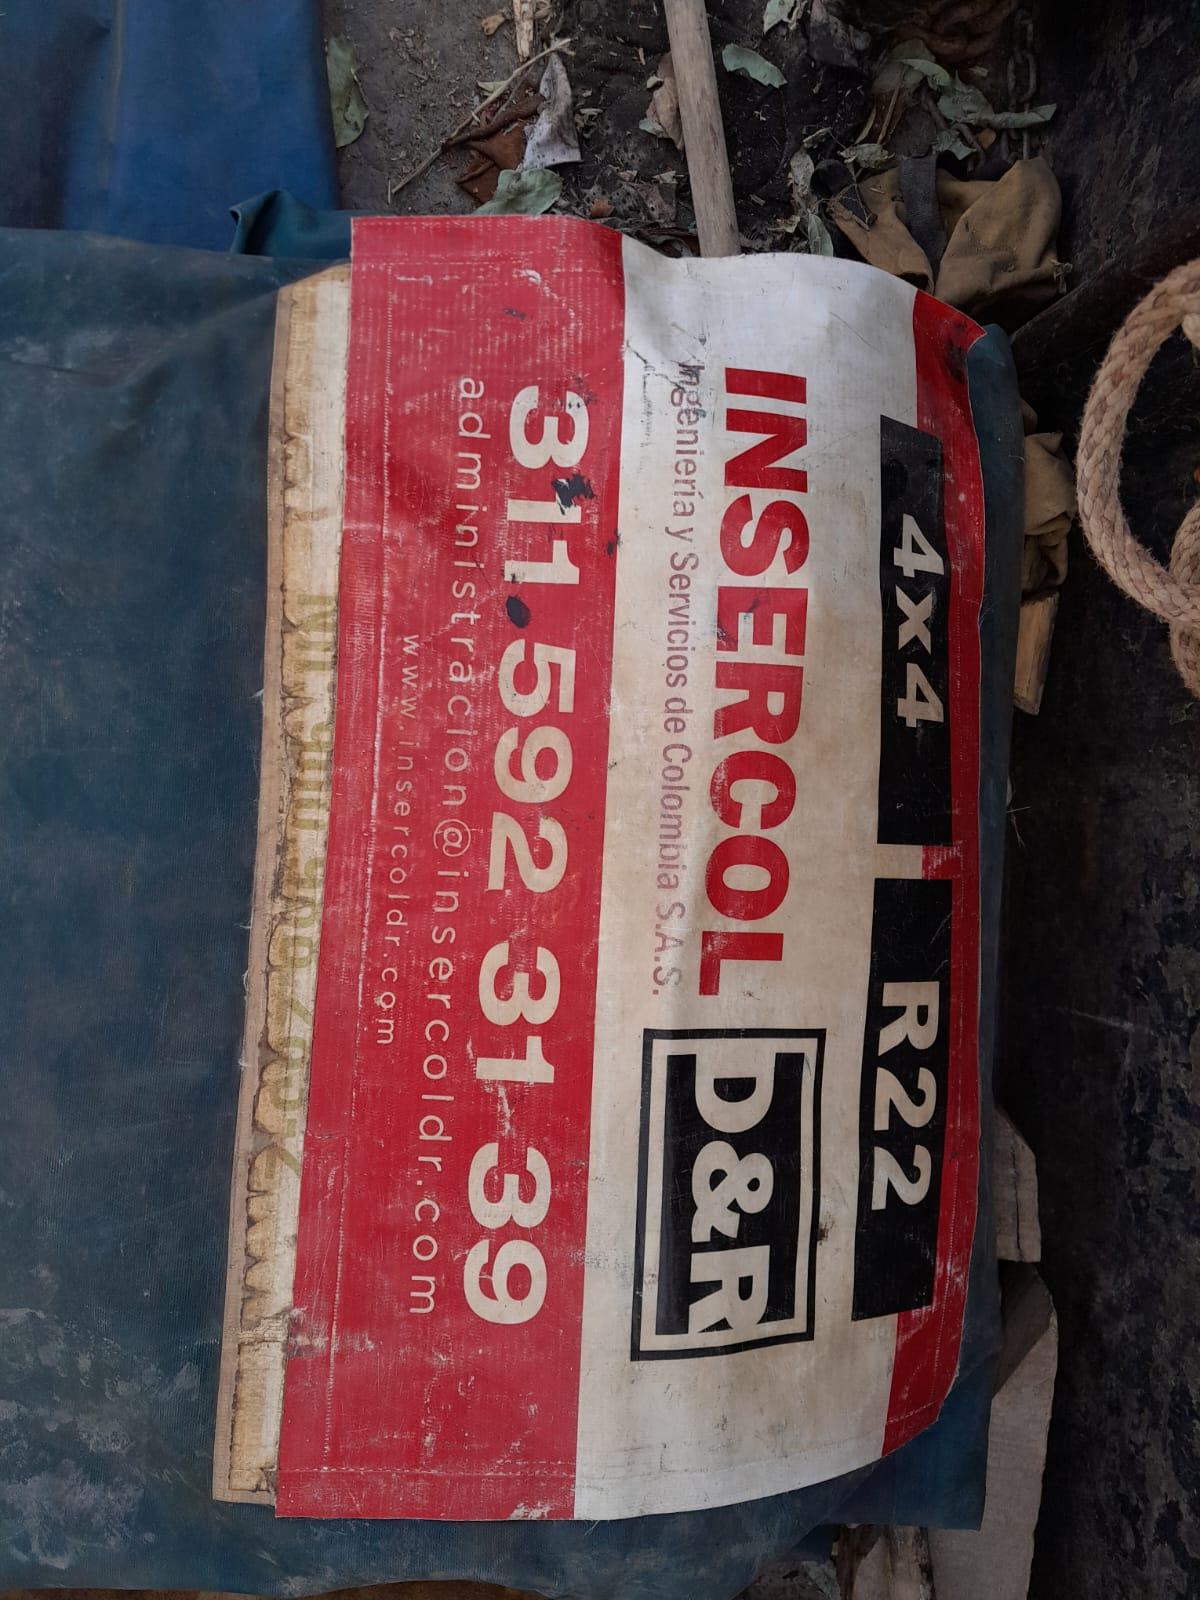 4x4 R22
INSERCOL D&R
Ingeniería y Servicios de Colombia S.A.S.
311.592 31 39
administracion@insercoldr.com
www.insercoldr.com